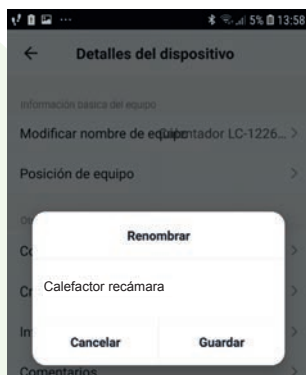 5% 13:58
Detalles del dispositivo
Información básica del equipo
Modificar nombre de equipo
Posición de equipo
Renombrar
Calefactor recámara
Cancelar Guardar
Comentarios